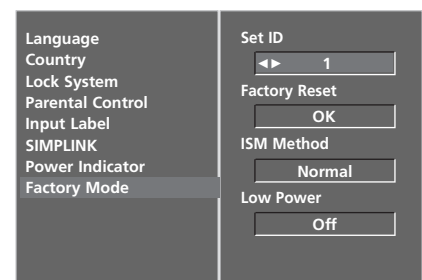 Language
Country
Lock System
Parental Control
Input Label
SIMPLINK
Power Indicator
Factory Mode
Set ID
◄► 1
Factory Reset
OK
ISM Method
Normal
Low Power
Off